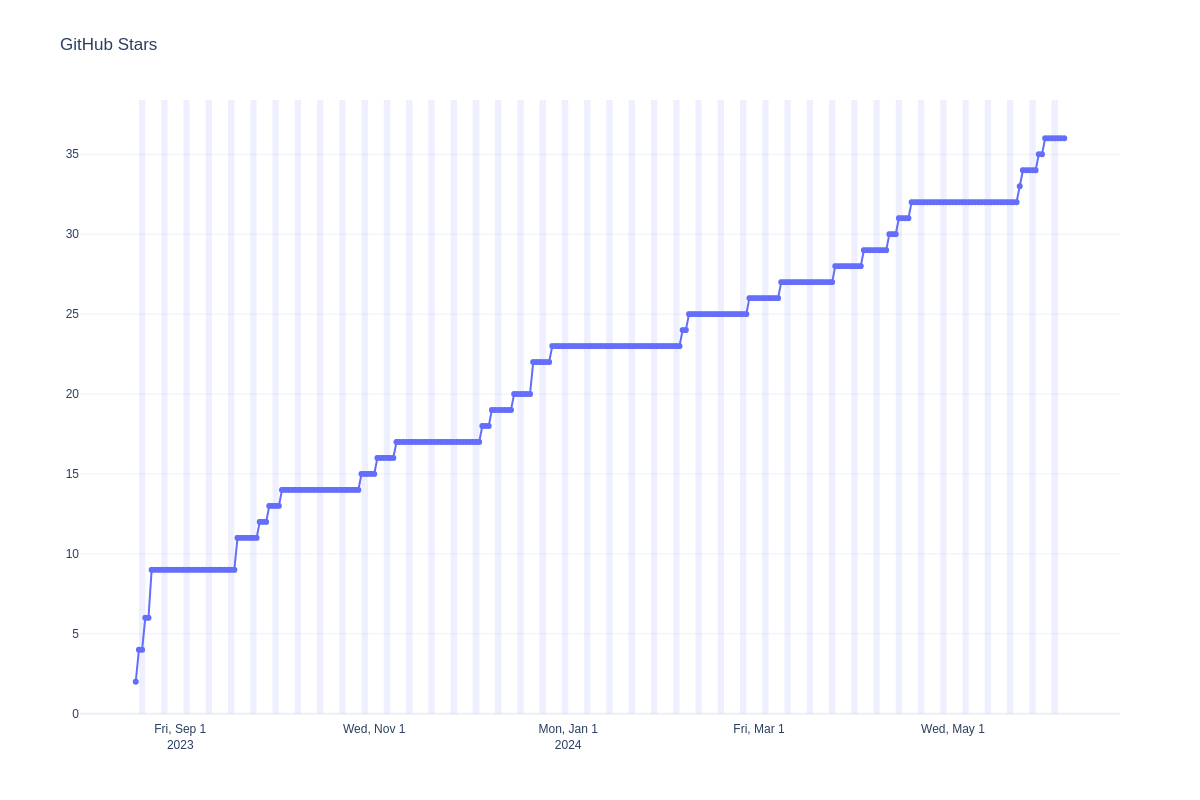 GitHub Stars
35
30
25
20
15
10
5
0
Fri, Sep 1
2023
Wed, Nov 1
Mon, Jan 1
2024
Fri, Mar 1
Wed, May 1